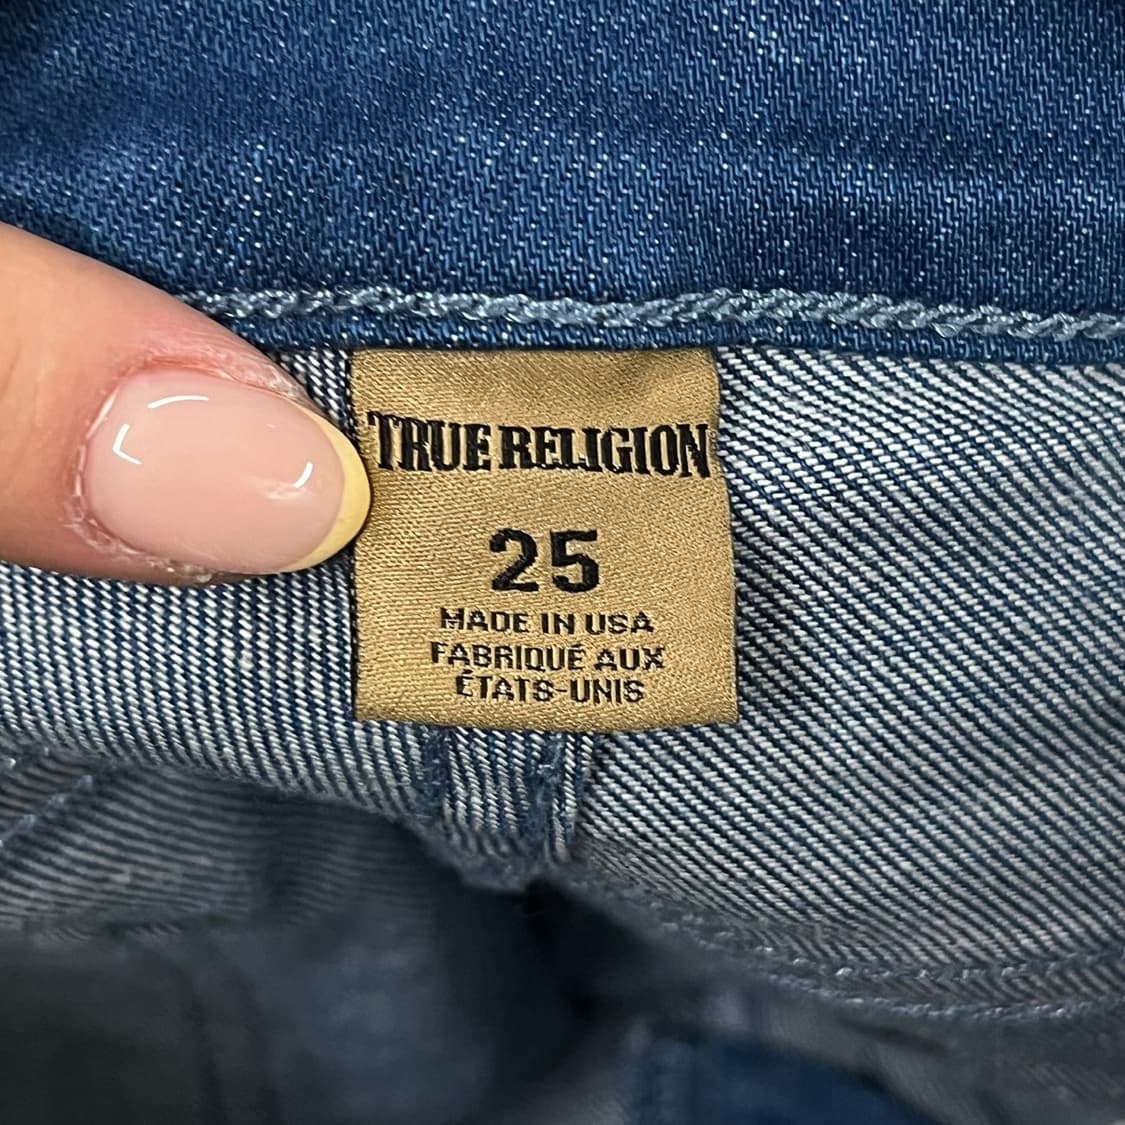 TRUE RELIGION
25
MADE IN USA
FABRIQUÉ AUX
ÉTATS-UNIS